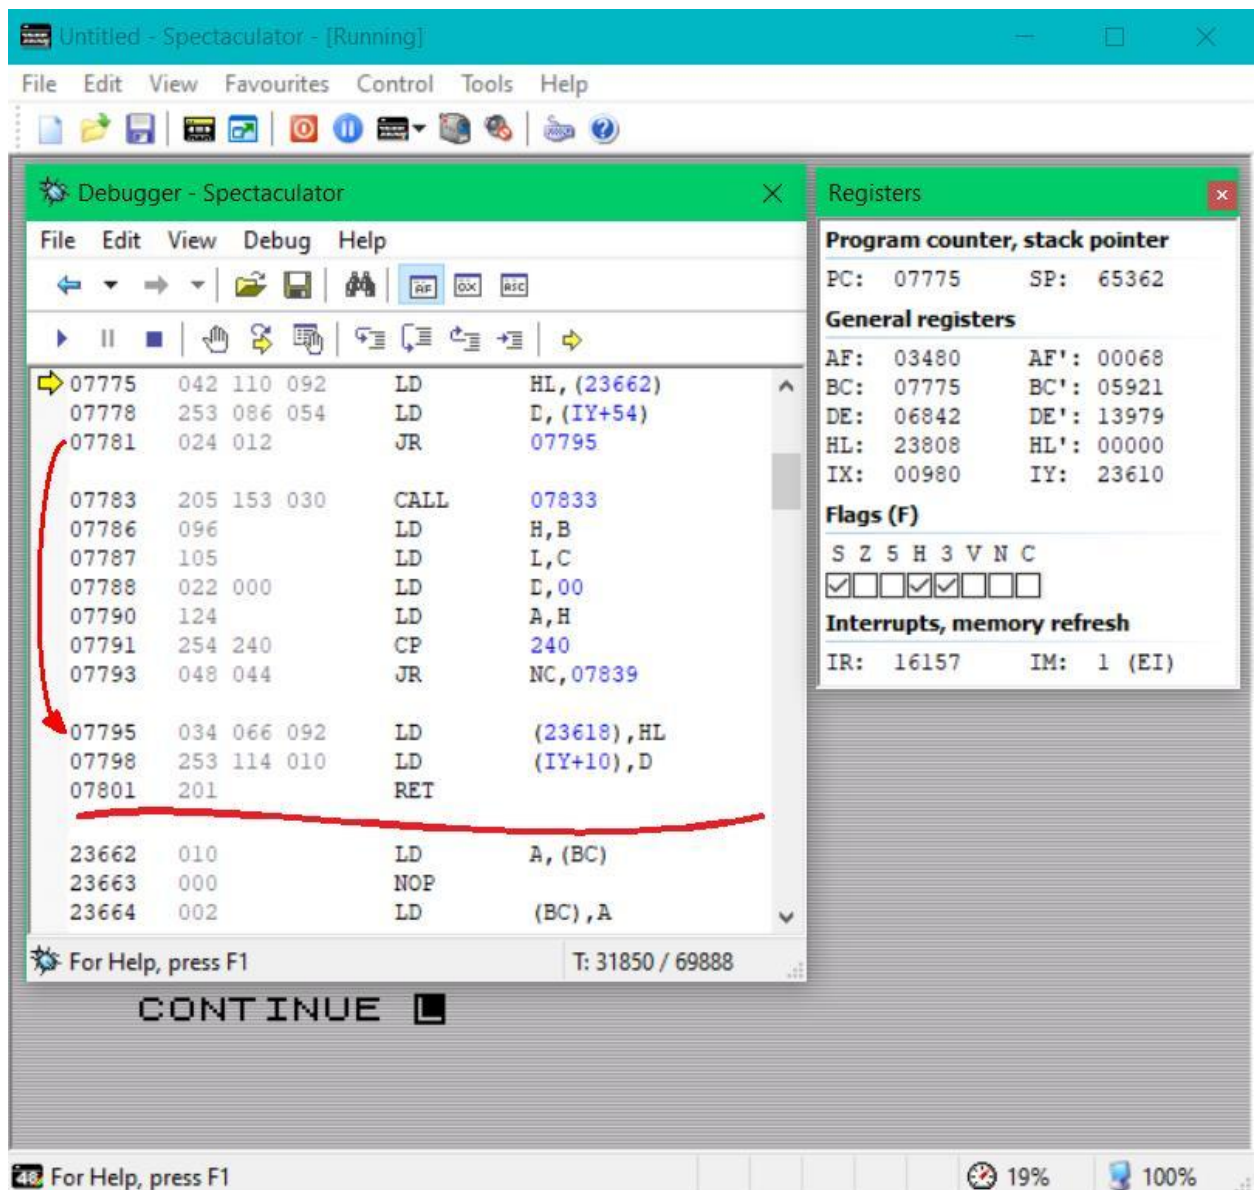 Untitled - Spectaculator - [Running]
File Edit View Favourites Control Tools Help
Debugger - Spectaculator
File Edit View Debug Help
07775 042 110 092 LD HL,(23662)
07778 253 086 054 LD D,(IY+54)
07781 024 012 JR 07795
07783 205 153 030 CALL 07833
07786 096 LD H,B
07787 105 LD L,C
07788 022 000 LD D,00
07790 124 LD A,H
07791 254 240 CP 240
07793 048 044 JR NC,07839
07795 034 066 092 LD (23618),HL
07798 253 114 010 LD (IY+10),D
07801 201 RET
23662 010 LD A,(BC)
23663 000 NOP
23664 002 LD (BC),A
For Help, press F1 T: 31850 / 69888
Registers
Program counter, stack pointer
PC: 07775 SP: 65362
General registers
AF: 03480 AF': 00068
BC: 07775 BC': 05921
DE: 06842 DE': 13979
HL: 23808 HL': 00000
IX: 00980 IY: 23610
Flags (F)
S Z 5 H 3 V N C
Interrupts, memory refresh
IR: 16157 IM: 1 (EI)
CONTINUE L
For Help, press F1 19% 100%